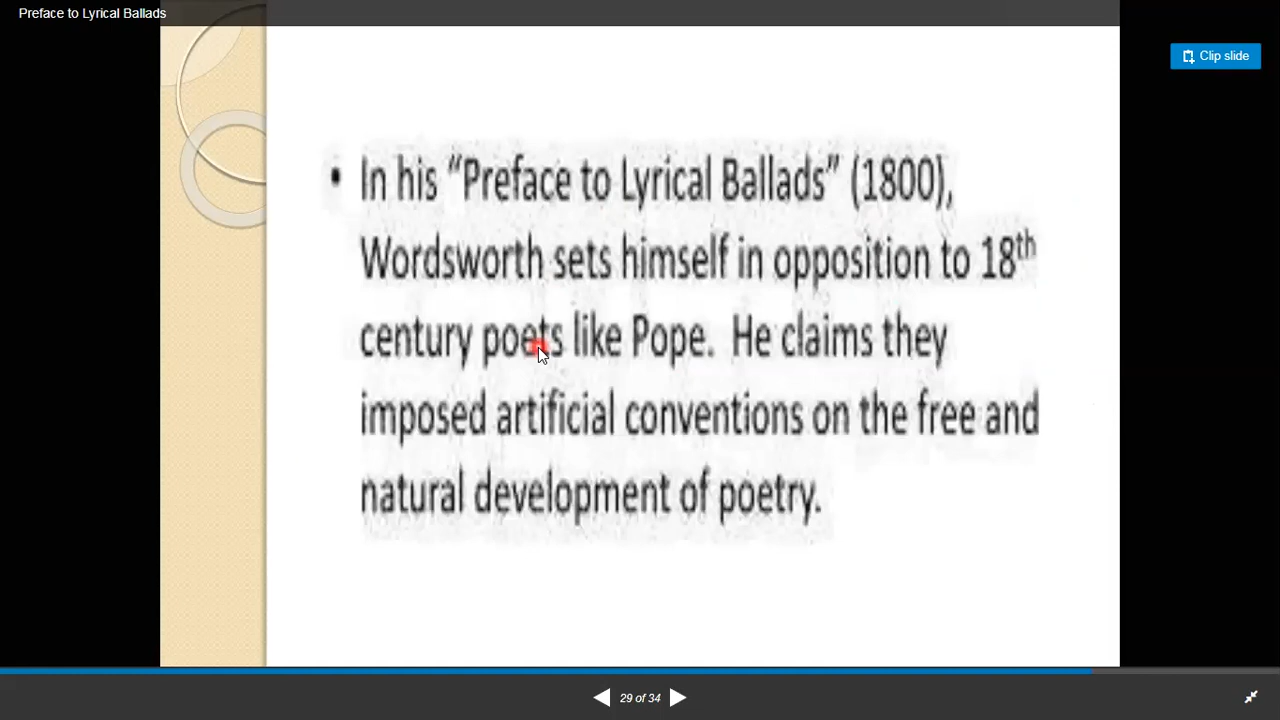 Preface to Lyrical Ballads
Clip slide
• In his “Preface to Lyrical Ballads” (1800),
Wordsworth sets himself in opposition to 18th
century poets like Pope. He claims they
imposed artificial conventions on the free and
natural development of poetry.
29 of 34